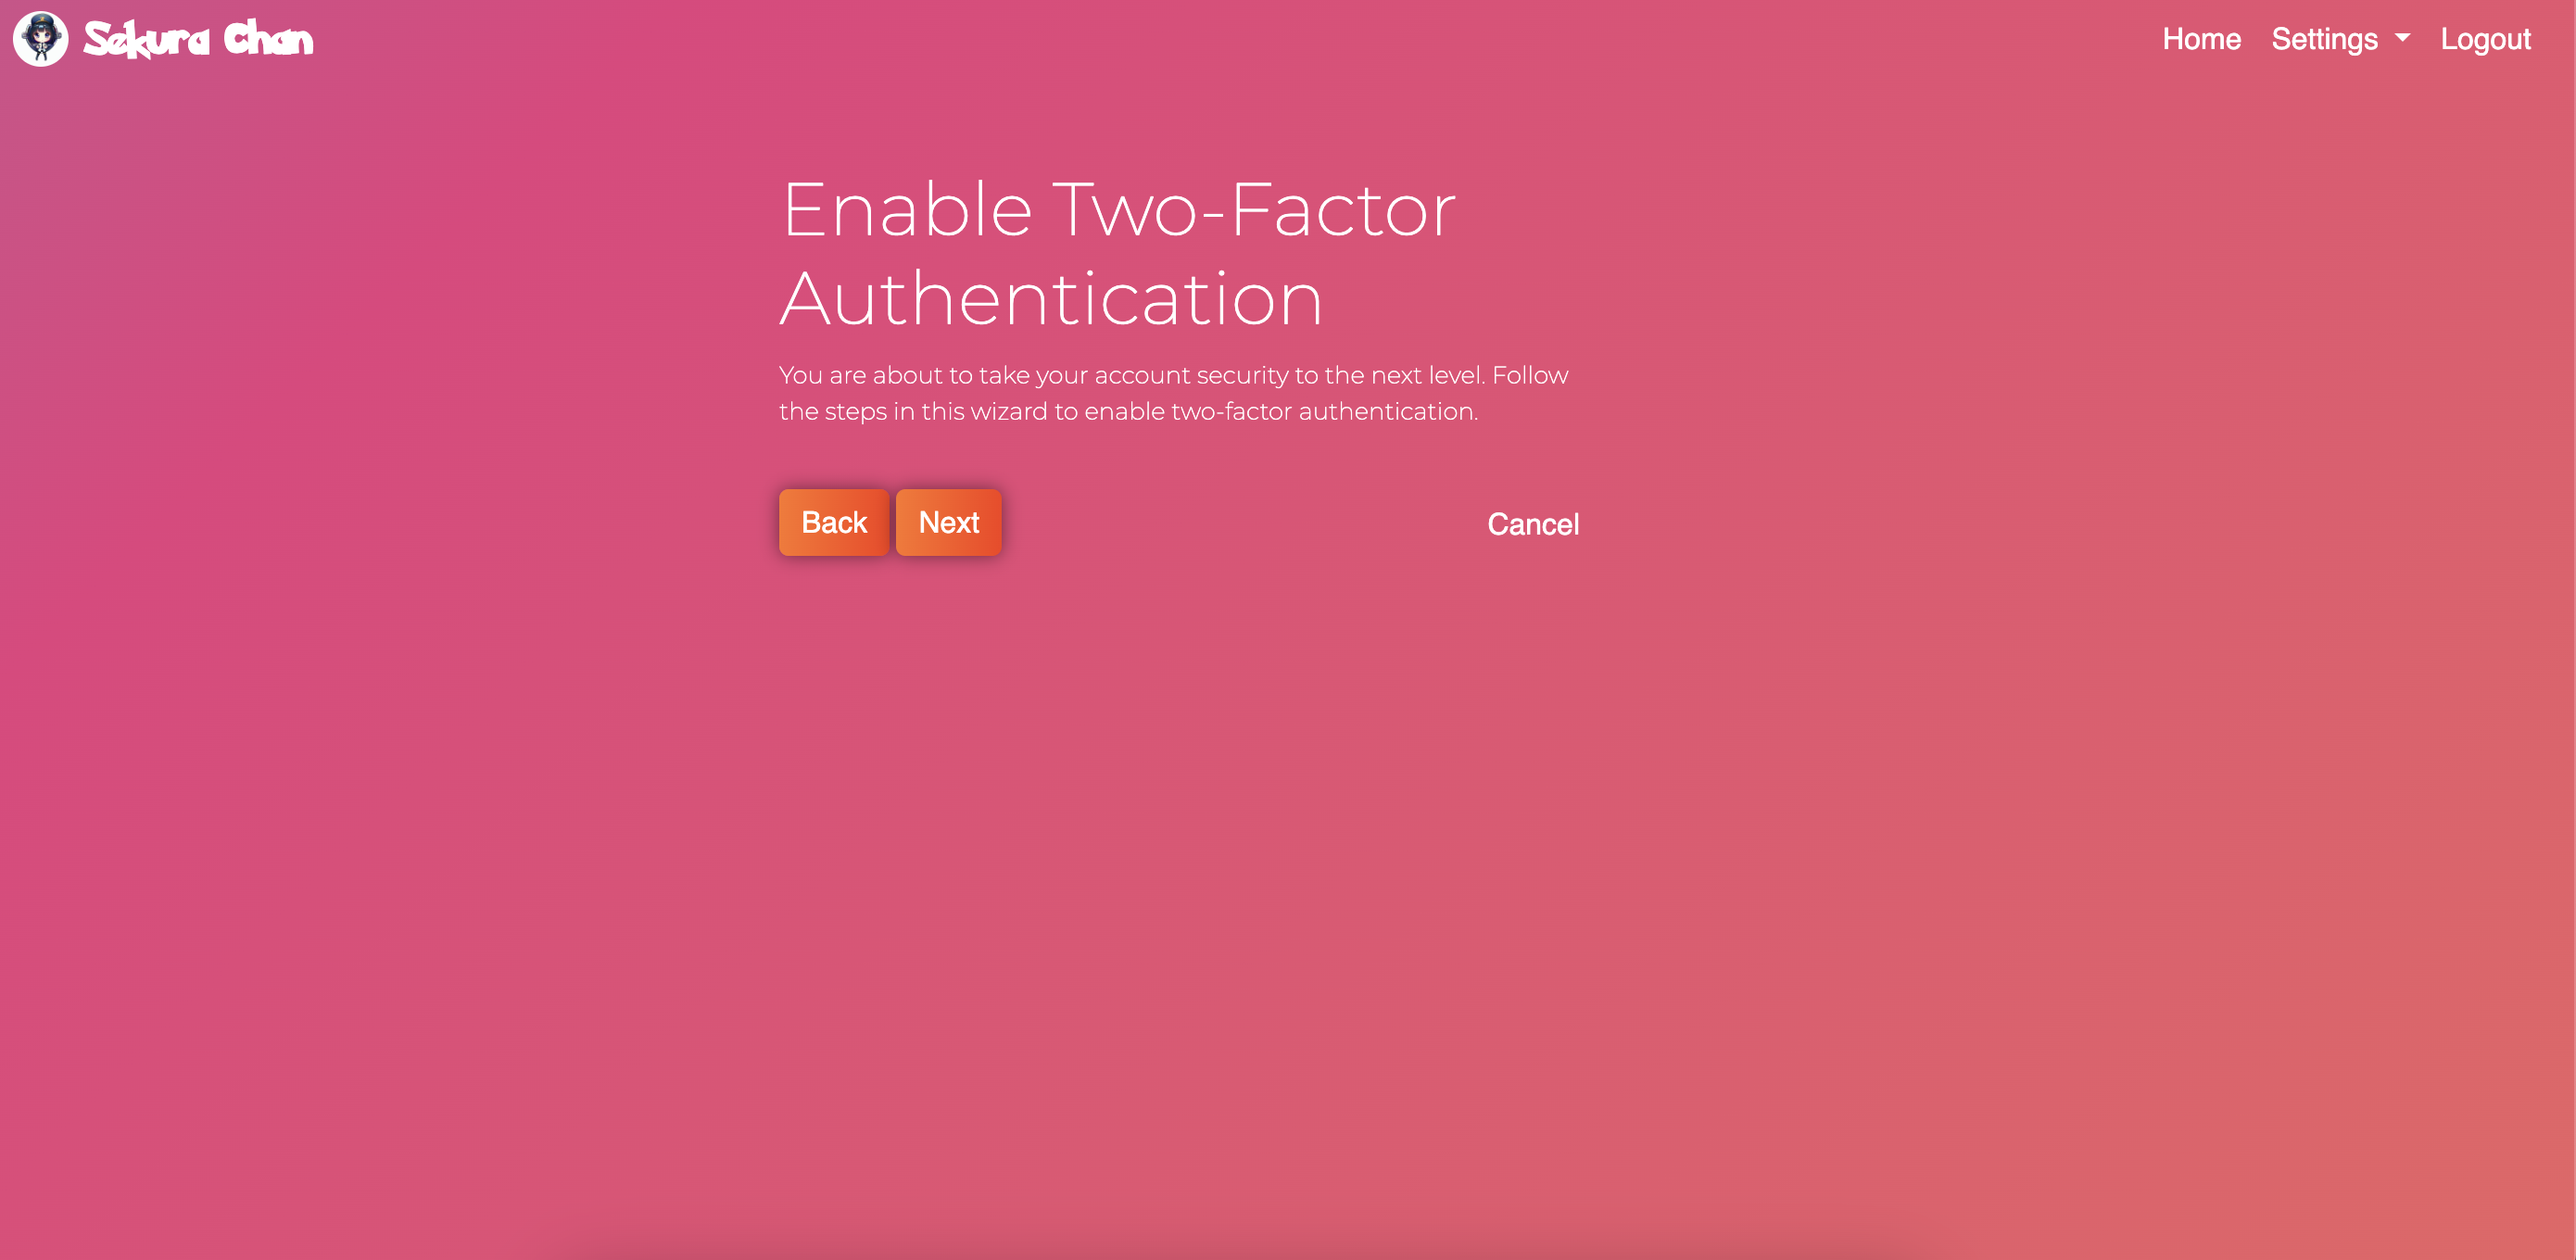 Sekura Chan
Home Settings Logout
Enable Two-Factor
Authentication
You are about to take your account security to the next level. Follow
the steps in this wizard to enable two-factor authentication.
Back Next Cancel